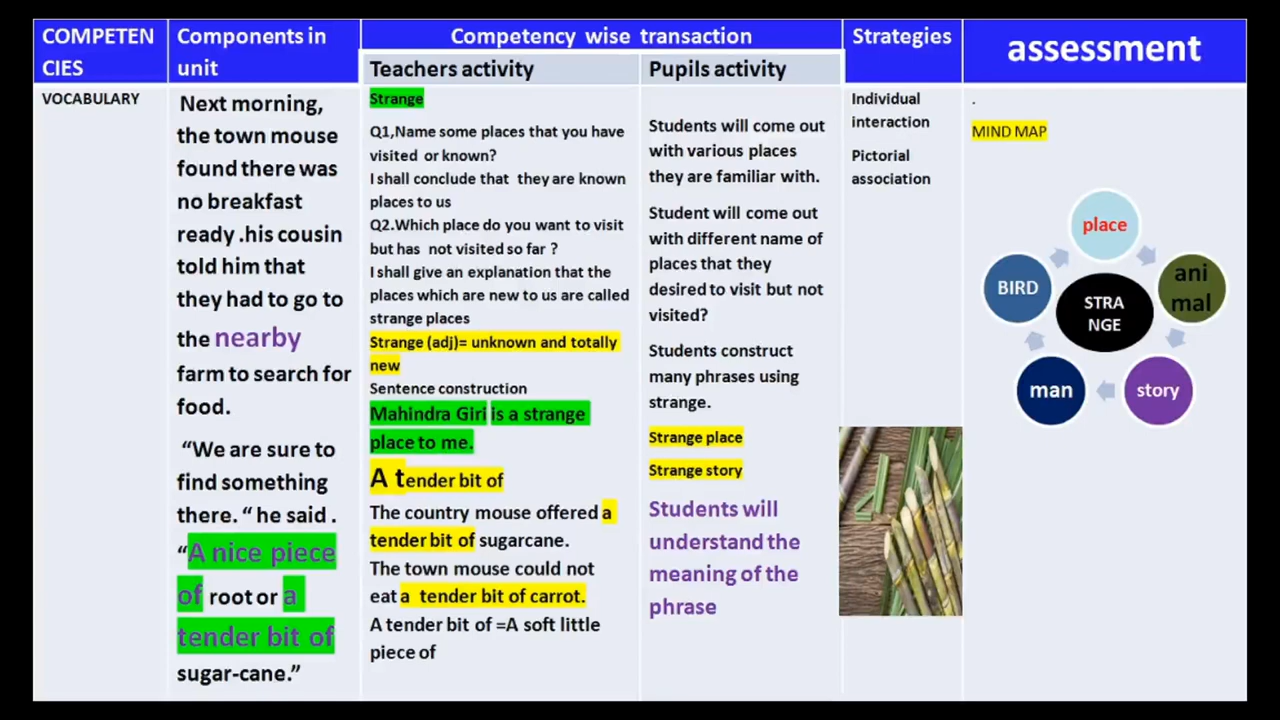 COMPETEN
CIES
Components in
unit
Competency wise transaction
Teachers activity
Pupils activity
Strategies
assessment
VOCABULARY
Next morning,
the town mouse
found there was
no breakfast
ready .his cousin
told him that
they had to go to
the nearby
farm to search for
food.
“We are sure to
find something
there. “ he said .
“A nice piece
of root or a
tender bit of
sugar-cane.”
Strange
Q1,Name some places that you have
visited or known?
I shall conclude that they are known
places to us
Q2.Which place do you want to visit
but has not visited so far ?
I shall give an explanation that the
places which are new to us are called
strange places
Strange (adj)= unknown and totally
new
Sentence construction
Mahindra Giri is a strange
place to me.
A tender bit of
The country mouse offered a
tender bit of sugarcane.
The town mouse could not
eat a tender bit of carrot.
A tender bit of =A soft little
piece of
Students will come out
with various places
they are familiar with.
Student will come out
with different name of
places that they
desired to visit but not
visited?
Students construct
many phrases using
strange.
Strange place
Strange story
Students will
understand the
meaning of the
phrase
Individual
interaction
Pictorial
association
.
MIND MAP
place
ani
mal
story
man
BIRD
STRA
NGE